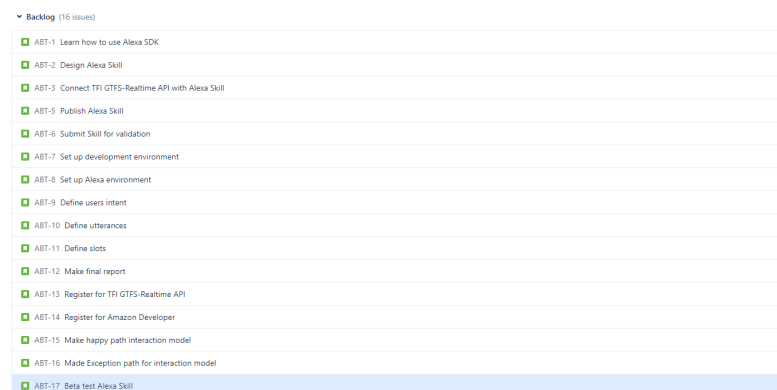 Backlog (16 issues)
ABT-1 Learn how to use Alexa SDK
ABT-2 Design Alexa Skill
ABT-3 Connect TFI GTFS-Realtime API with Alexa Skill
ABT-5 Publish Alexa Skill
ABT-6 Submit Skill for validation
ABT-7 Set up development environment
ABT-8 Set up Alexa environment
ABT-9 Define users intent
ABT-10 Define utterances
ABT-11 Define slots
ABT-12 Make final report
ABT-13 Register for TFI GTFS-Realtime API
ABT-14 Register for Amazon Developer
ABT-15 Make happy path interaction model
ABT-16 Made Exception path for interaction model
ABT-17 Beta test Alexa Skill